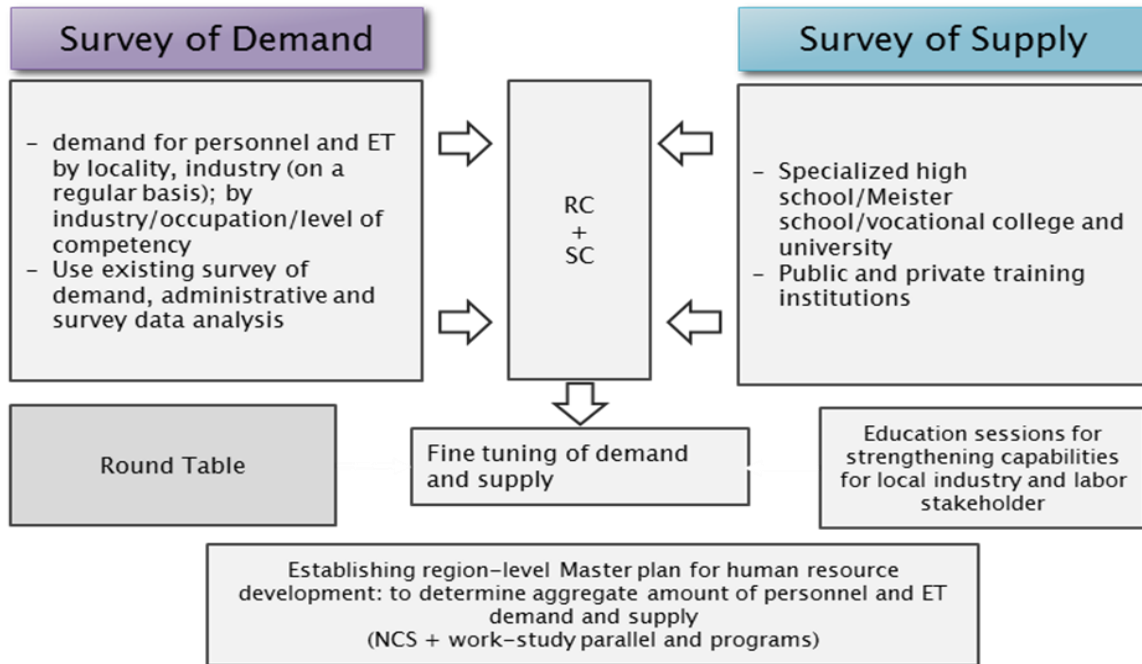 Survey of Demand
Survey of Supply
– demand for personnel and ET
by locality, industry (on a
regular basis); by
industry/occupation/level of
competency
– Use existing survey of
demand, administrative and
survey data analysis
RC
+
SC
– Specialized high
school/Meister
school/vocational college and
university
– Public and private training
institutions
Round Table
Fine tuning of demand
and supply
Education sessions for
strengthening capabilities
for local industry and labor
stakeholder
Establishing region-level Master plan for human resource
development: to determine aggregate amount of personnel and ET
demand and supply
(NCS + work-study parallel and programs)